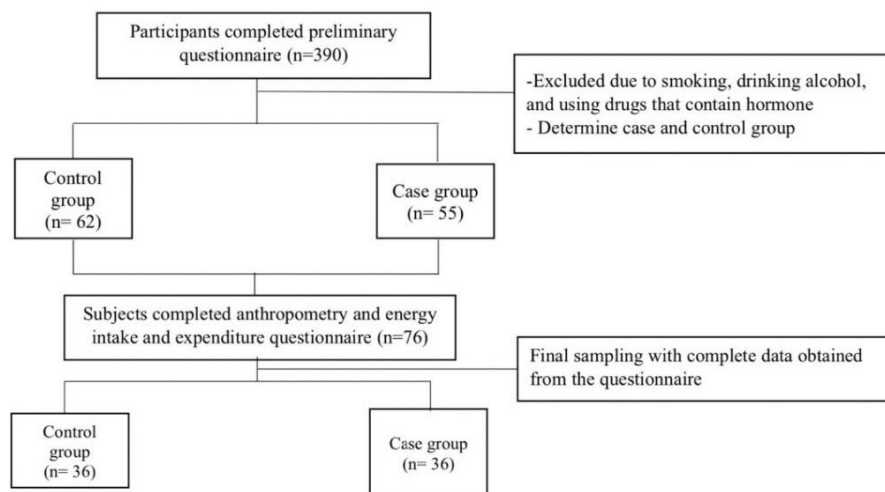 Participants completed preliminary
questionnaire (n=390)
-Excluded due to smoking, drinking alcohol,
and using drugs that contain hormone
- Determine case and control group
Control
group
(n= 62)
Case group
(n= 55)
Subjects completed anthropometry and energy
intake and expenditure questionnaire (n=76)
Final sampling with complete data obtained
from the questionnaire
Control
group
(n= 36)
Case group
(n= 36)